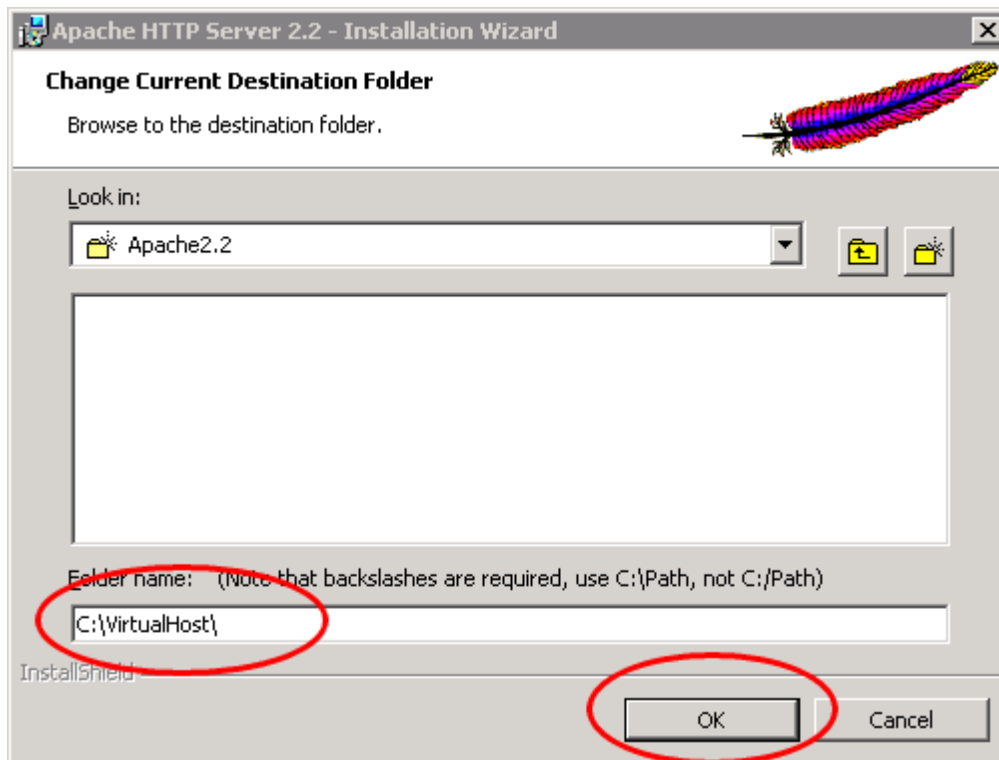 Apache HTTP Server 2.2 - Installation Wizard
Change Current Destination Folder
Browse to the destination folder.
Look in:
Apache2.2
Folder name: (Note that backslashes are required, use C:\Path, not C:/Path)
C:\VirtualHost\
InstallShield
OK Cancel